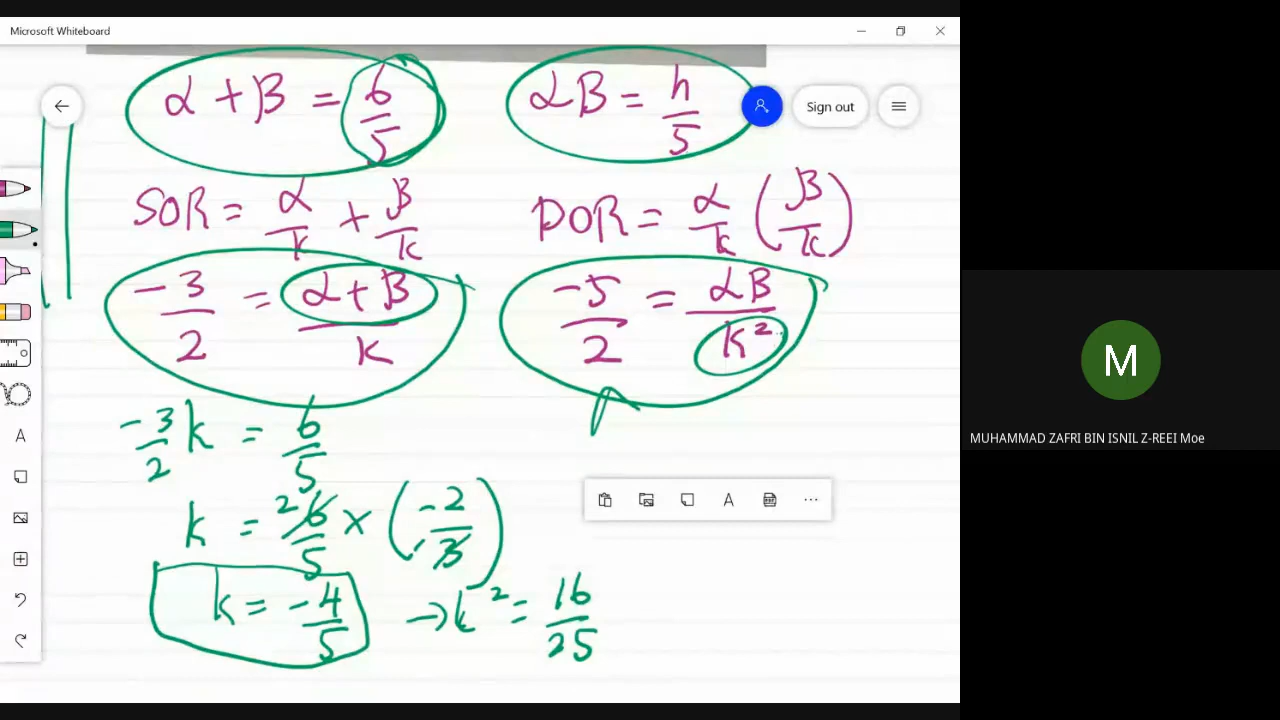 Microsoft Whiteboard
α + β = 6/5
αβ = h/5
Sign out
SOR = α/k + β/k
POR = α/k (β/k)
-3/2 = α + β/k
-5/2 = αβ/k²
-3/2 k = 6/5
k = 2 6/5 × (-2/3)
k = -4/5 → k² = 16/25
A
A
M
MUHAMMAD ZAFRI BIN ISNIL Z-REEI Moe